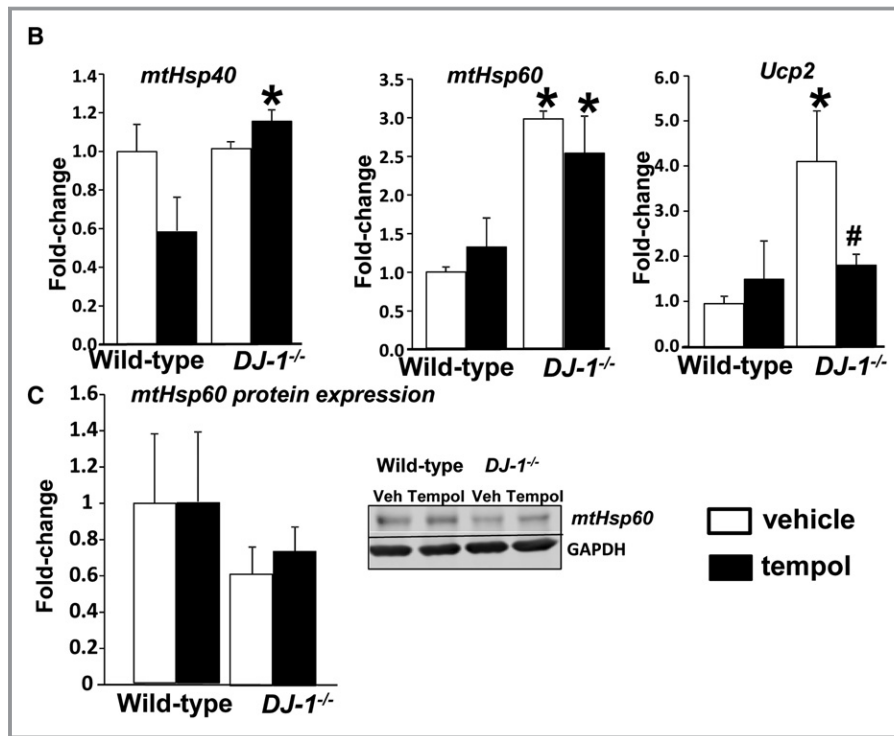 B
mtHsp40
Fold-change
1.4
1.2
1.0
0.8
0.6
0.4
0.2
0.0
*
Wild-type DJ-1-/-
mtHsp60
Fold-change
3.5
3.0
2.5
2.0
1.5
1.0
0.5
0.0
* *
Wild-type DJ-1-/-
Ucp2
Fold-change
6.0
5.0
4.0
2.0
1.0
0.0
*
#
Wild-type DJ-1-/-
C
mtHsp60 protein expression
Fold-change
1.6
1.4
1.2
1
0.8
0.6
0.4
0.2
0
Wild-type DJ-1-/-
Wild-type DJ-1-/-
Veh Tempol Veh Tempol
mtHsp60
GAPDH
vehicle
tempol